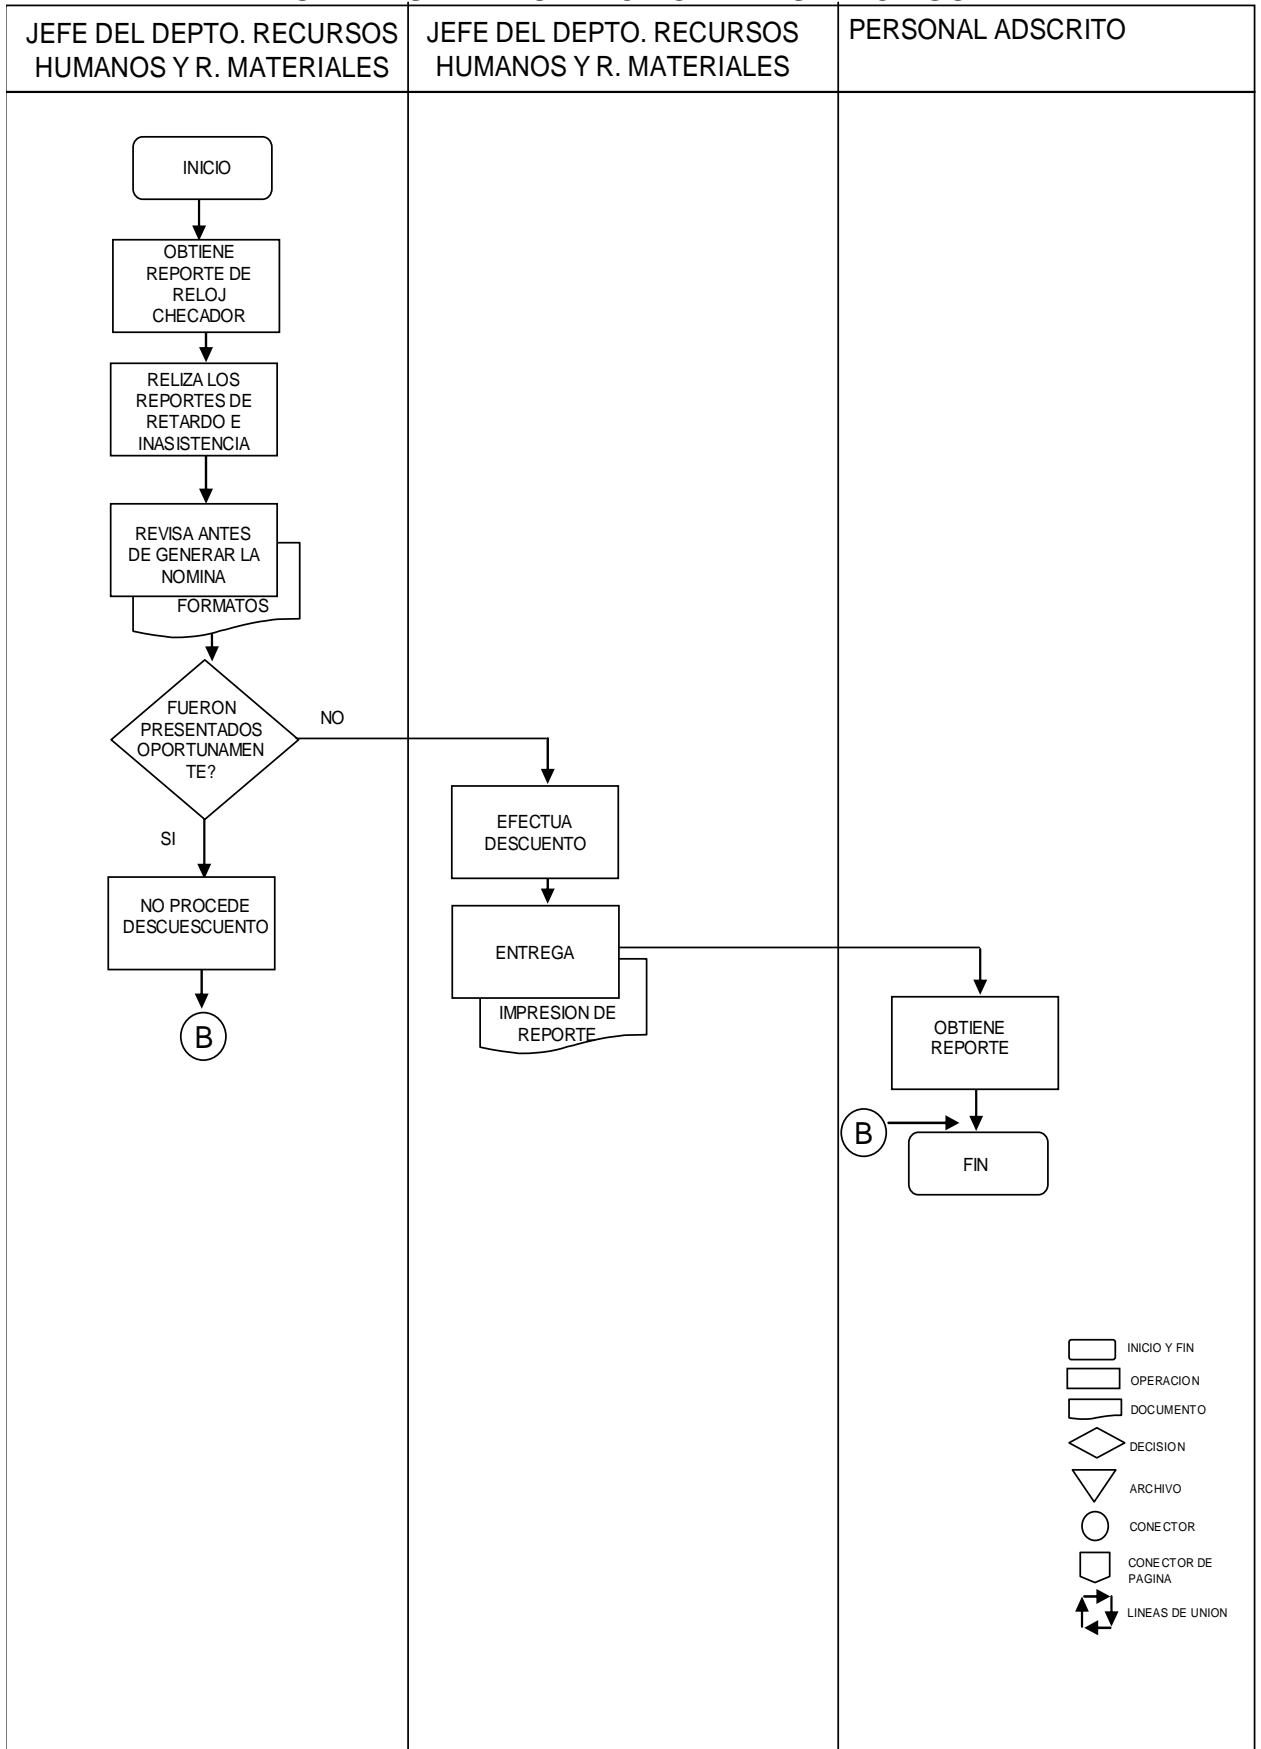 JEFE DEL DEPTO. RECURSOS
HUMANOS Y R. MATERIALES
JEFE DEL DEPTO. RECURSOS
HUMANOS Y R. MATERIALES
PERSONAL ADSCRITO
INICIO
OBTIENE
REPORTE DE
RELOJ
CHECADOR
RELIZA LOS
REPORTES DE
RETARDO E
INASISTENCIA
REVISA ANTES
DE GENERAR LA
NOMINA
FORMATOS
FUERON
PRESENTADOS
OPORTUNAMEN
TE?
NO
SI
NO PROCEDE
DESCUESCUENTO
B
EFECTUA
DESCUENTO
ENTREGA
IMPRESION DE
REPORTE
OBTIENE
REPORTE
B
FIN
INICIO Y FIN
OPERACION
DOCUMENTO
DECISION
ARCHIVO
CONECTOR
CONECTOR DE
PAGINA
LINEAS DE UNION